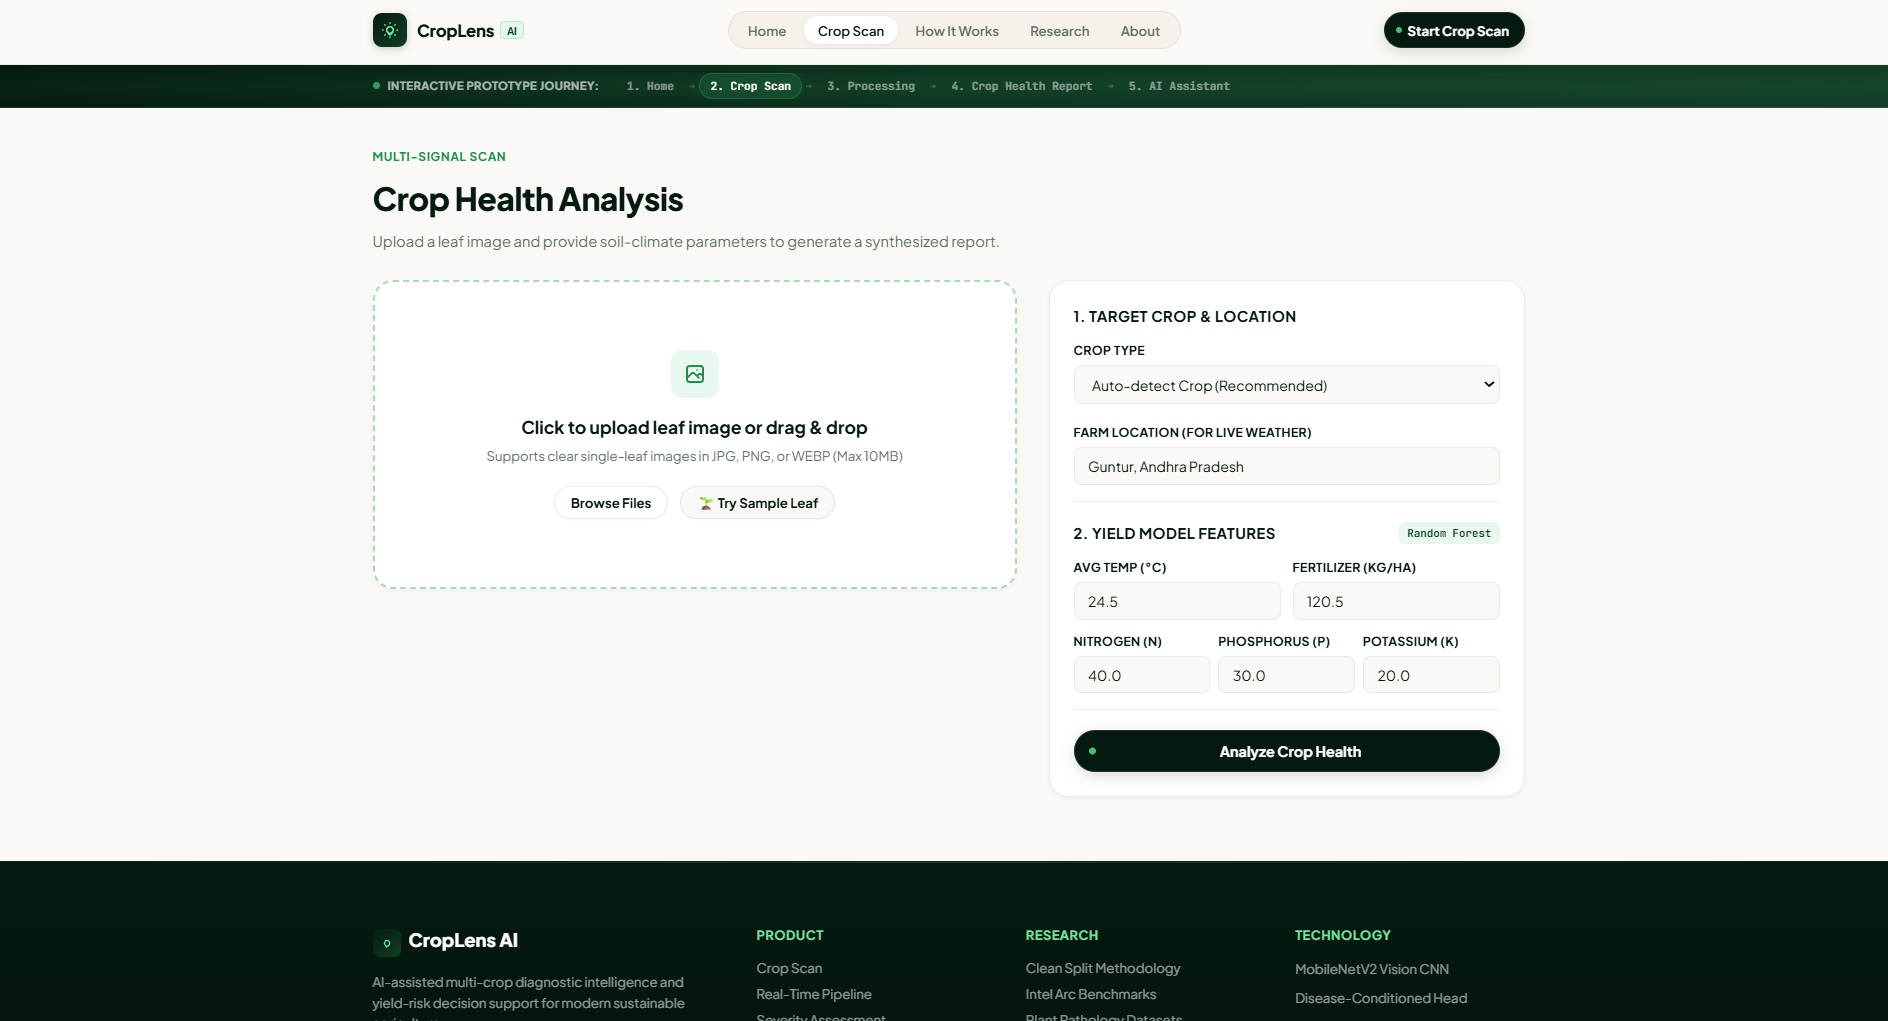 CropLens AI
Home Crop Scan How It Works Research About
Start Crop Scan
INTERACTIVE PROTOTYPE JOURNEY: 1. Home → 2. Crop Scan → 3. Processing → 4. Crop Health Report → 5. AI Assistant
MULTI-SIGNAL SCAN
Crop Health Analysis
Upload a leaf image and provide soil-climate parameters to generate a synthesized report.
Click to upload leaf image or drag & drop
Supports clear single-leaf images in JPG, PNG, or WEBP (Max 10MB)
Browse Files
Try Sample Leaf
1. TARGET CROP & LOCATION
CROP TYPE
Auto-detect Crop (Recommended)
FARM LOCATION (FOR LIVE WEATHER)
Guntur, Andhra Pradesh
2. YIELD MODEL FEATURES
Random Forest
AVG TEMP (°C) FERTILIZER (KG/HA)
24.5 120.5
NITROGEN (N) PHOSPHORUS (P) POTASSIUM (K)
40.0 30.0 20.0
Analyze Crop Health
CropLens AI
AI-assisted multi-crop diagnostic intelligence and
yield-risk decision support for modern sustainable
PRODUCT
Crop Scan
Real-Time Pipeline
Severity Assessment
RESEARCH
Clean Split Methodology
Intel Arc Benchmarks
Plant Pathology Datasets
TECHNOLOGY
MobileNetV2 Vision CNN
Disease-Conditioned Head